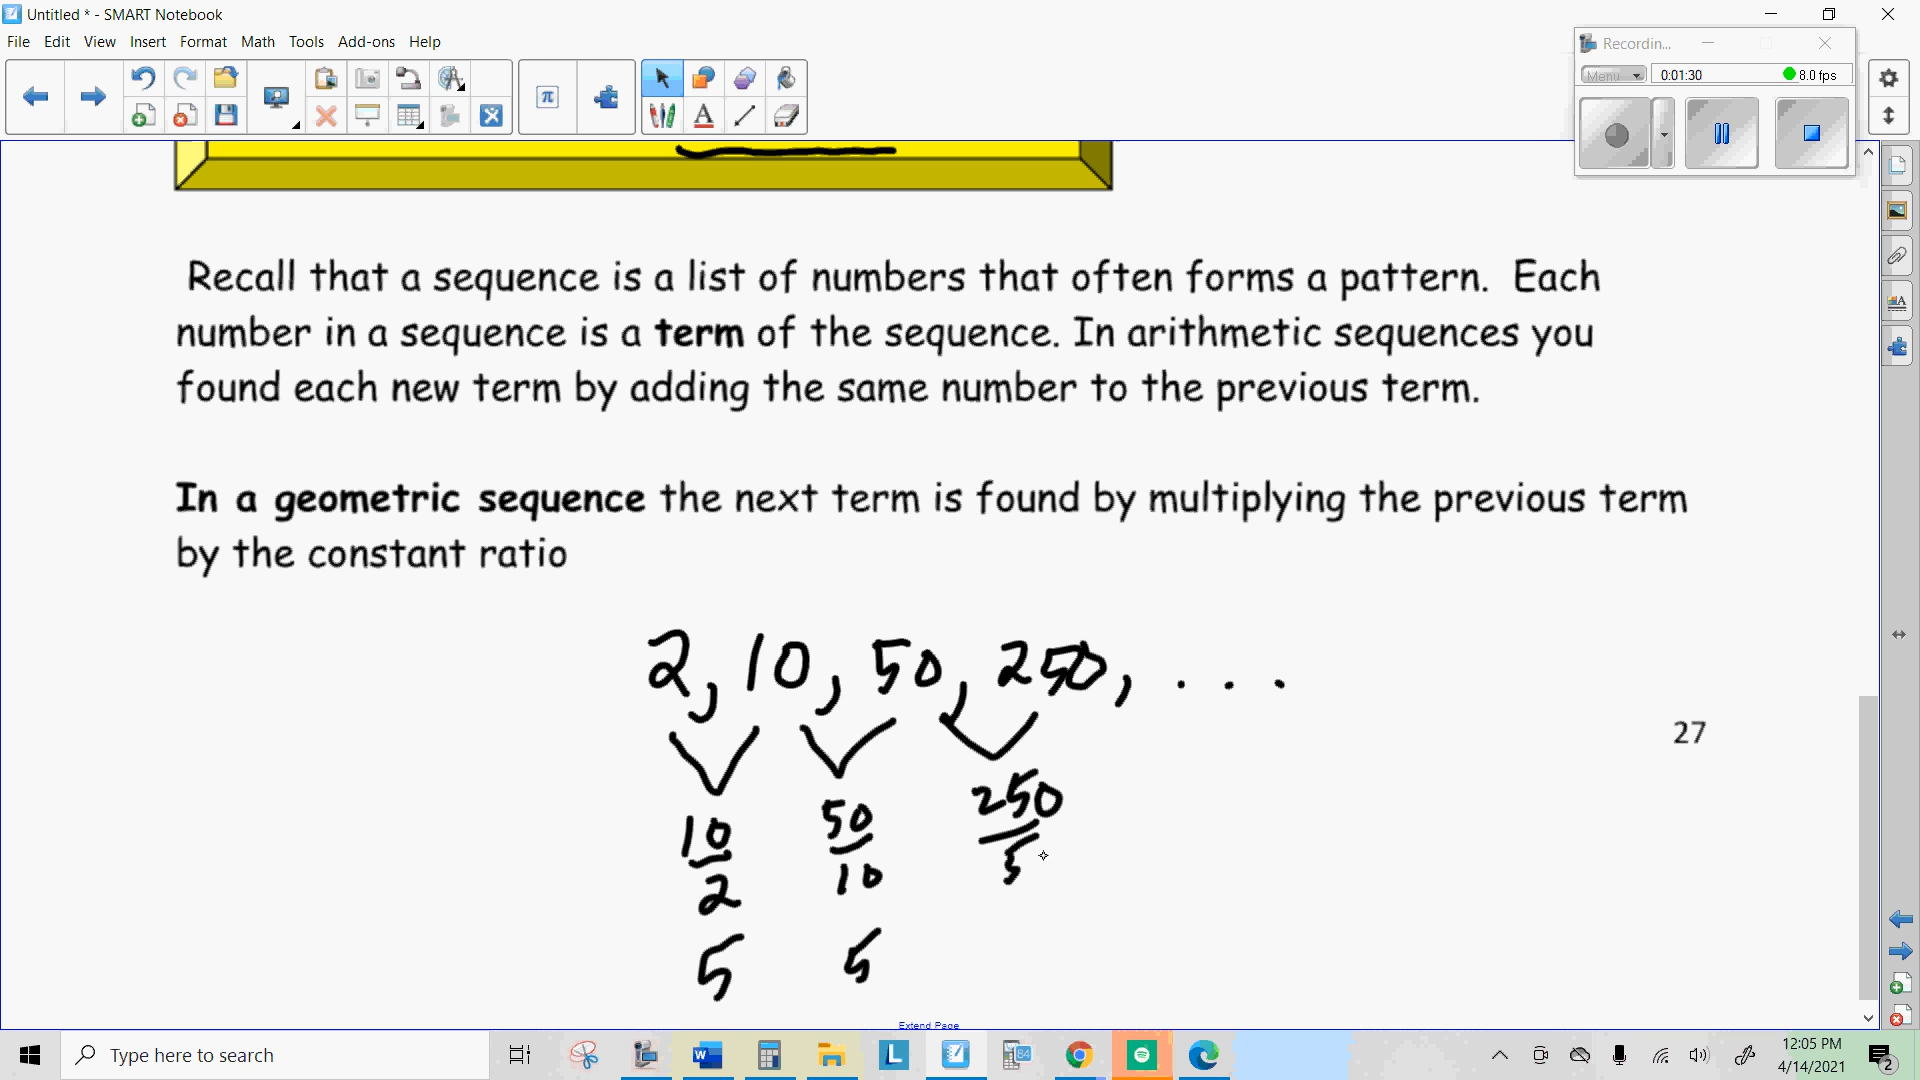 Untitled * - SMART Notebook
File Edit View Insert Format Math Tools Add-ons Help
Recordin...
Menu 0:01:30 8.0 fps
π
A
Recall that a sequence is a list of numbers that often forms a pattern. Each
number in a sequence is a term of the sequence. In arithmetic sequences you
found each new term by adding the same number to the previous term.
In a geometric sequence the next term is found by multiplying the previous term
by the constant ratio
2, 10, 50, 250, . . .
27
10 50 250
2 10 5
5 5
Extend Page
Type here to search
W
L
84
12:05 PM
4/14/2021
2